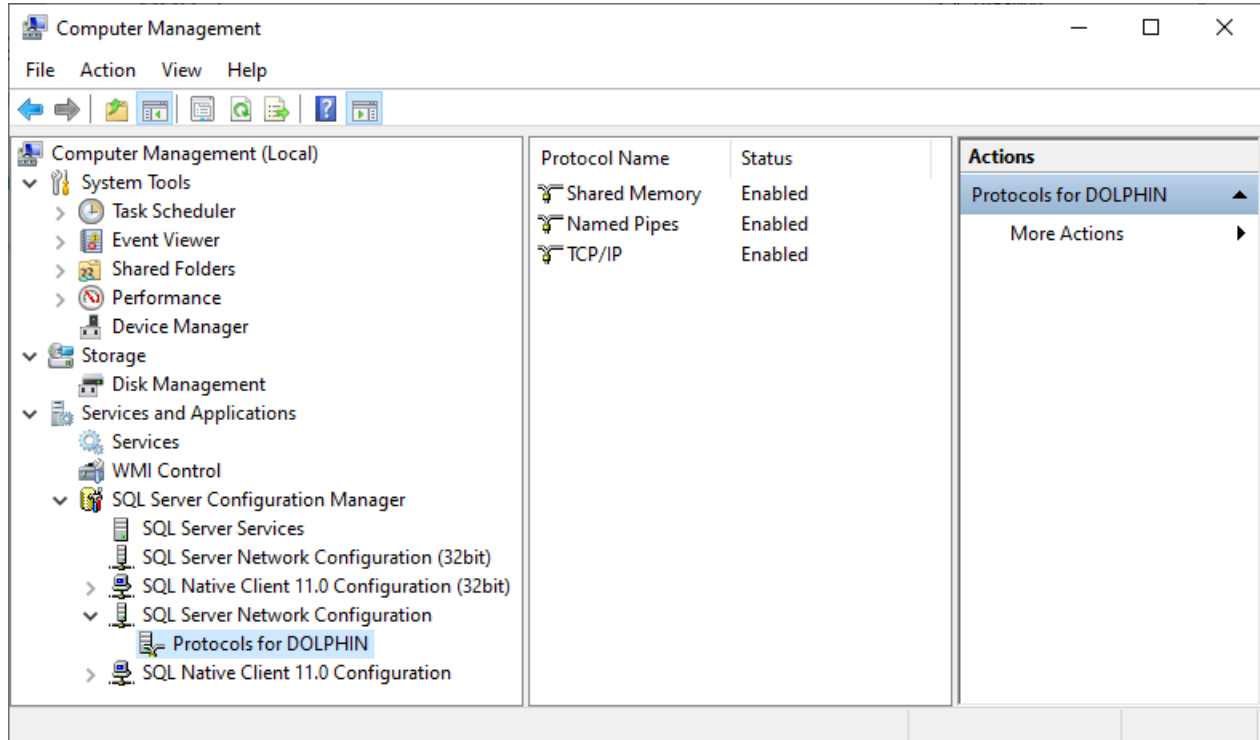 Computer Management
File Action View Help
Computer Management (Local)
System Tools
Task Scheduler
Event Viewer
Shared Folders
Performance
Device Manager
Storage
Disk Management
Services and Applications
Services
WMI Control
SQL Server Configuration Manager
SQL Server Services
SQL Server Network Configuration (32bit)
SQL Native Client 11.0 Configuration (32bit)
SQL Server Network Configuration
Protocols for DOLPHIN
SQL Native Client 11.0 Configuration
Protocol Name Status
Shared Memory Enabled
Named Pipes Enabled
TCP/IP Enabled
Actions
Protocols for DOLPHIN
More Actions